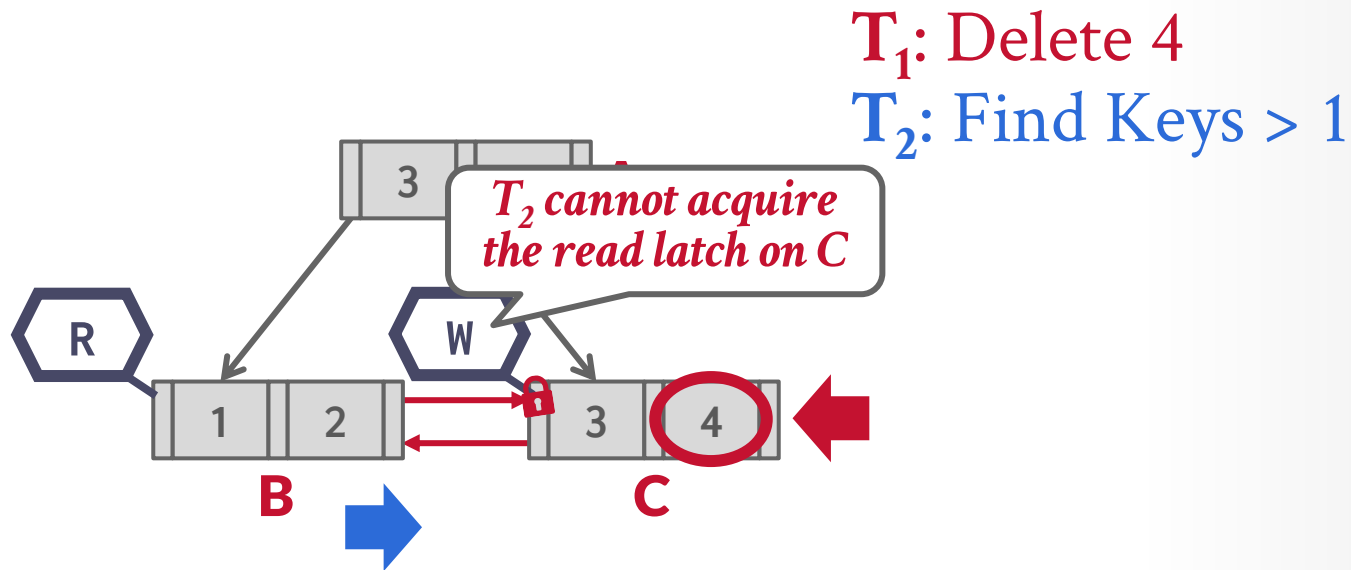 T1: Delete 4
T2: Find Keys > 1
3
T2 cannot acquire
the read latch on C
R
W
1
2
3
4
B
C